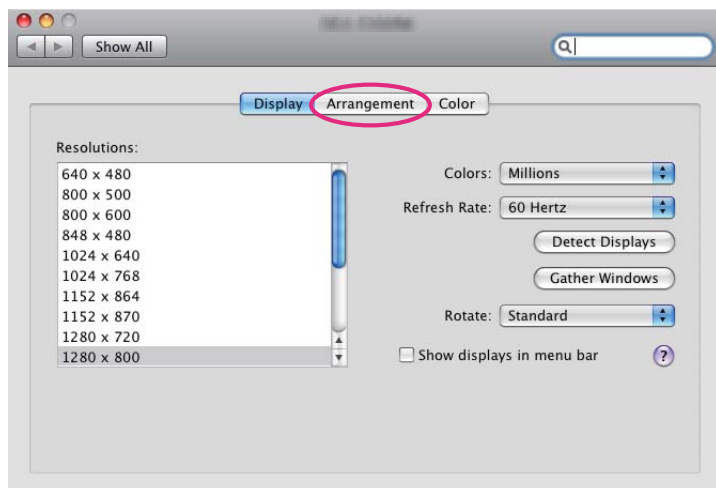 Show All
Display Arrangement Color
Resolutions:
640 x 480
800 x 500
800 x 600
848 x 480
1024 x 640
1024 x 768
1152 x 864
1152 x 870
1280 x 720
1280 x 800
Colors: Millions
Refresh Rate: 60 Hertz
Detect Displays
Gather Windows
Rotate: Standard
Show displays in menu bar ?